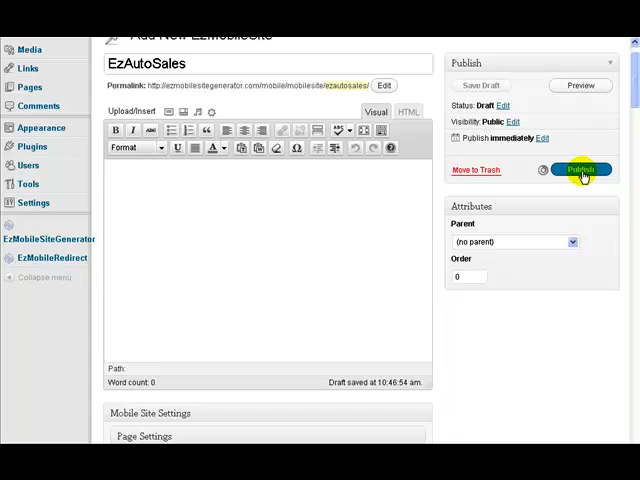 Add New EzMobileSite
Media
Links
Pages
Comments
Appearance
Plugins
Users
Tools
Settings
EzMobileSiteGenerator
EzMobileRedirect
Collapse menu
EzAutoSales
Permalink: http://ezmobilesitegenerator.com/mobile/mobilesite/ezautosales/ Edit
Upload/Insert
Visual
HTML
B I ABC
ABC
Format
U
A
Path:
Word count: 0
Draft saved at 10:46:54 am.
Mobile Site Settings
Page Settings
Publish
Save Draft
Preview
Status: Draft Edit
Visibility: Public Edit
Publish immediately Edit
Move to Trash
Publish
Attributes
Parent
(no parent)
Order
0